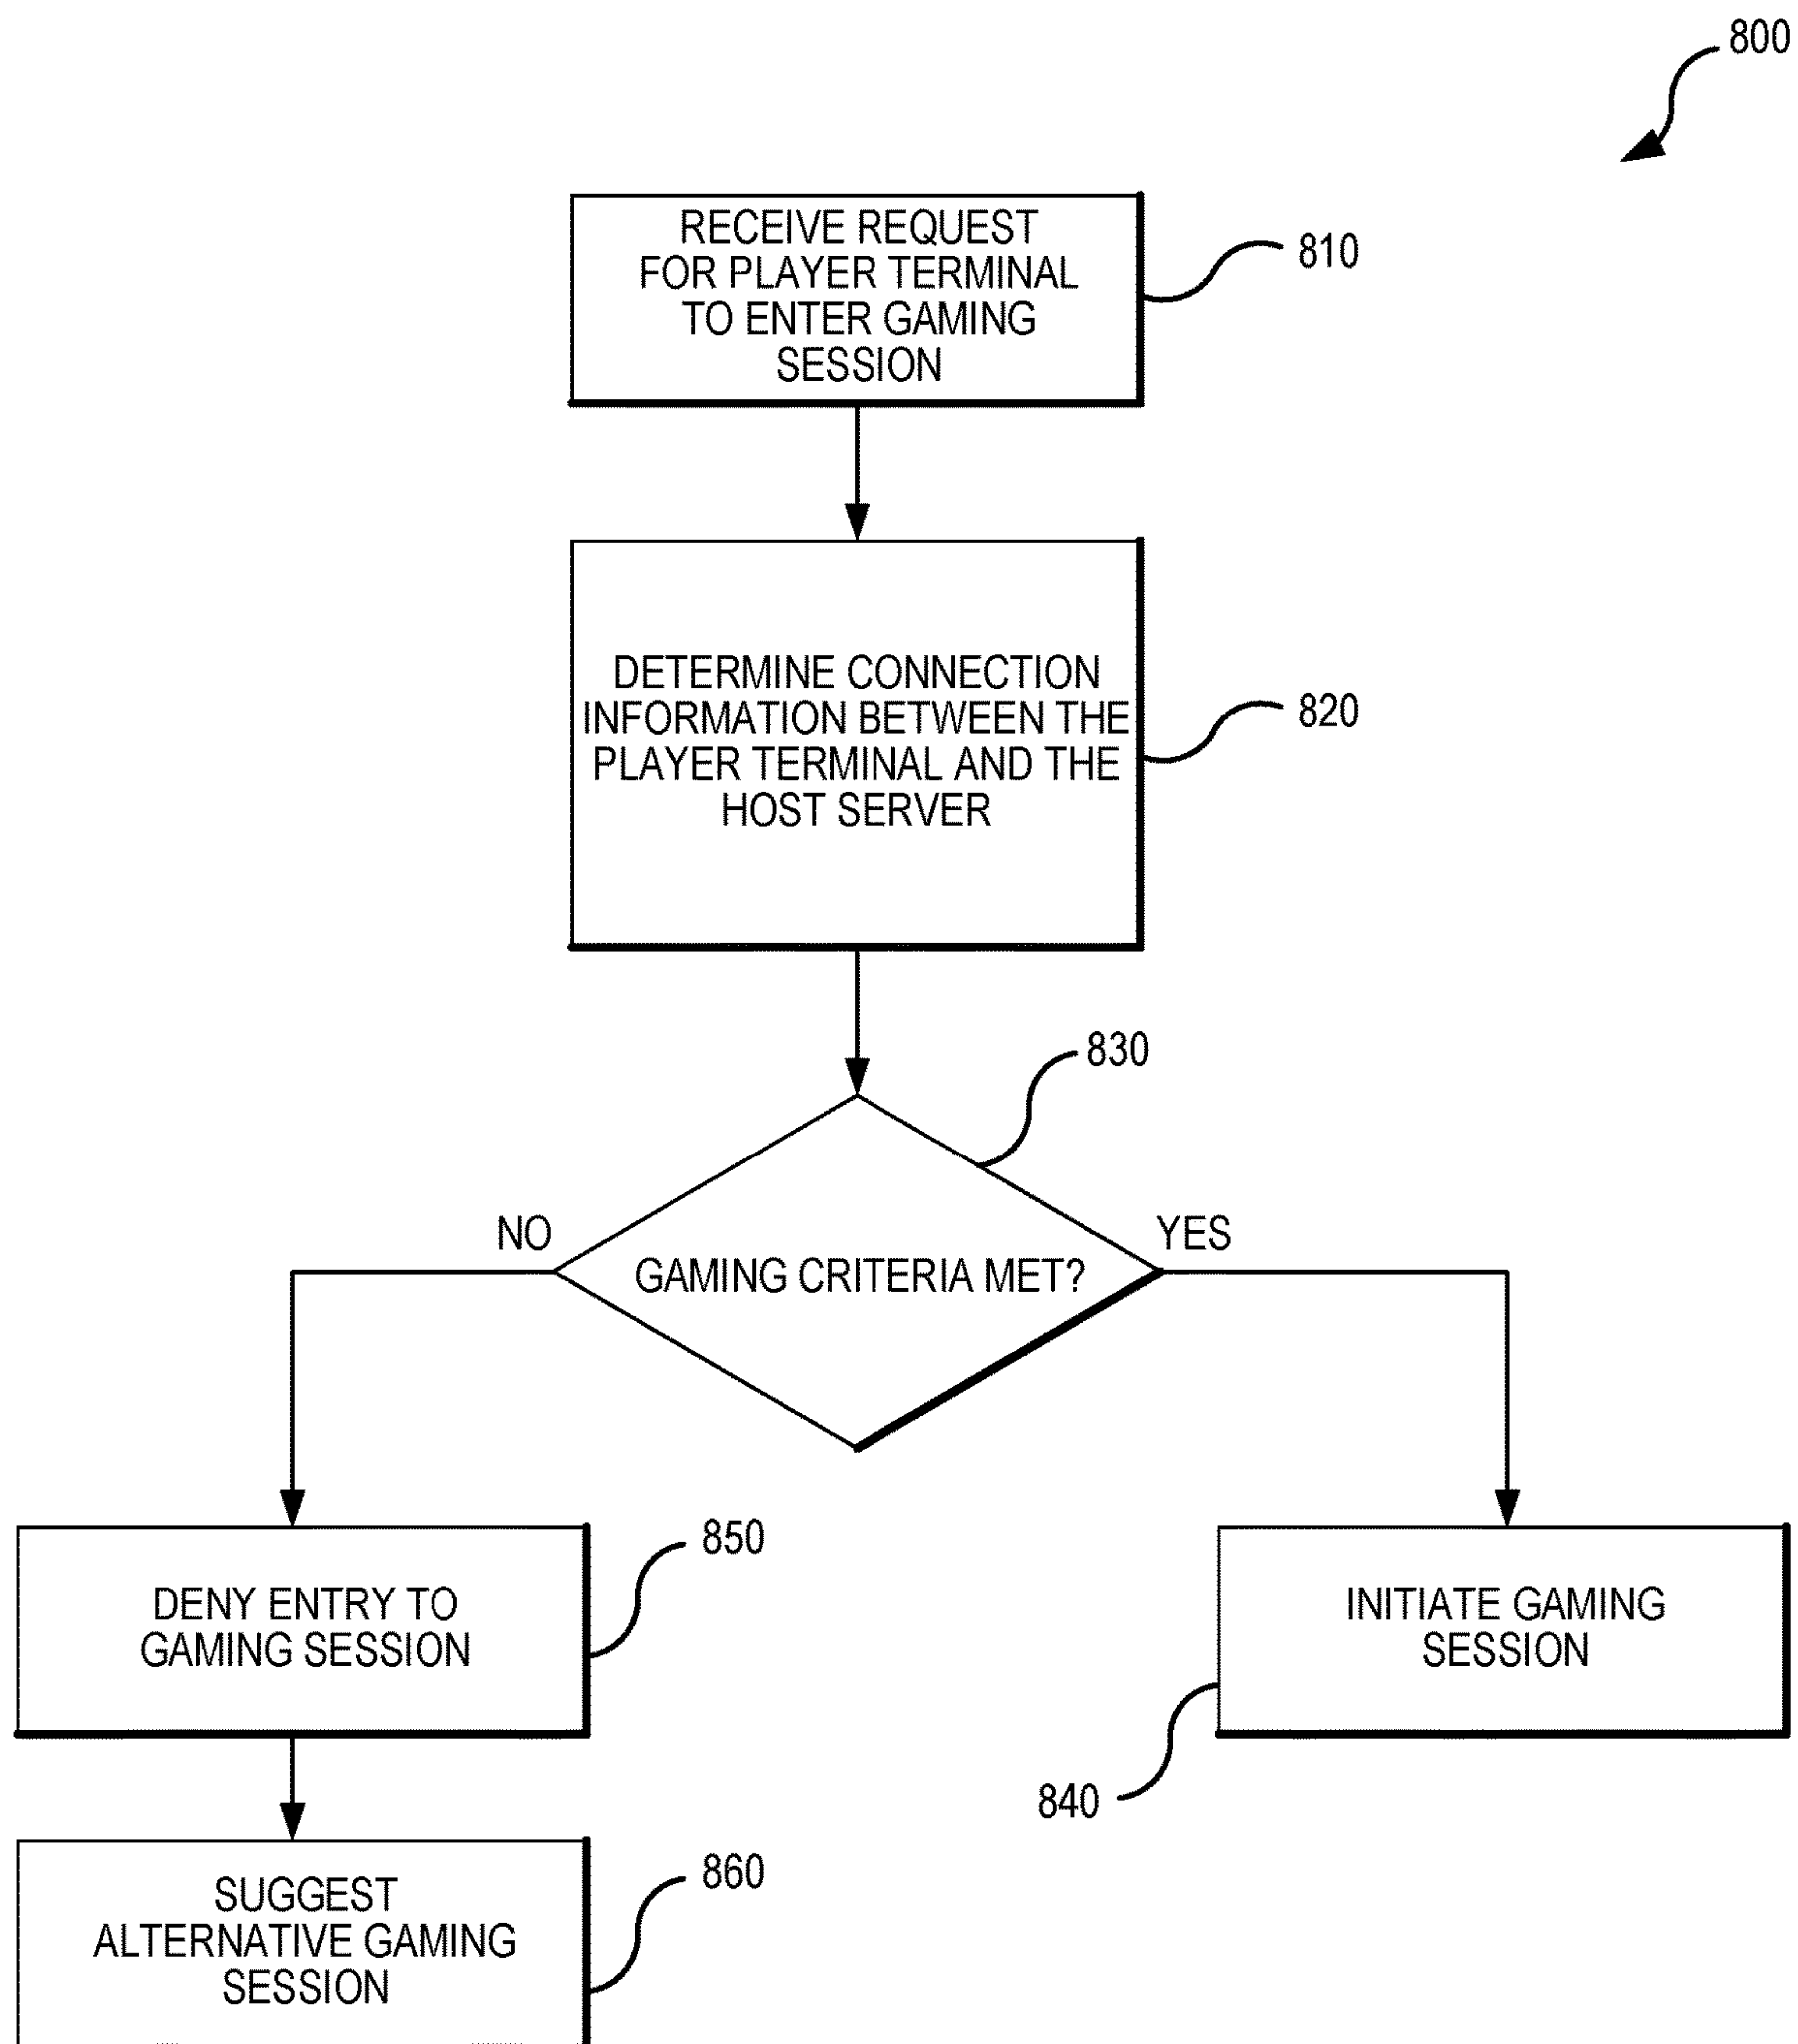 800
RECEIVE REQUEST
FOR PLAYER TERMINAL
TO ENTER GAMING
SESSION
810
DETERMINE CONNECTION
INFORMATION BETWEEN THE
PLAYER TERMINAL AND THE
HOST SERVER
820
830
NO
YES
GAMING CRITERIA MET?
DENY ENTRY TO
GAMING SESSION
850
INITIATE GAMING
SESSION
840
SUGGEST
ALTERNATIVE GAMING
SESSION
860